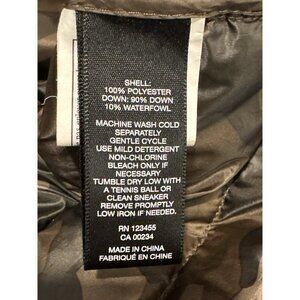 SHELL:
100% POLYESTER
DOWN: 90% DOWN
10% WATERFOWL
MACHINE WASH COLD
SEPARATELY
GENTLE CYCLE
USE MILD DETERGENT
NON-CHLORINE
BLEACH ONLY IF
NECESSARY
TUMBLE DRY LOW WITH
A TENNIS BALL OR
CLEAN SNEAKER
REMOVE PROMPTLY
LOW IRON IF NEEDED.
RN 123455
CA 00234
MADE IN CHINA
FABRIQUÉ EN CHINE